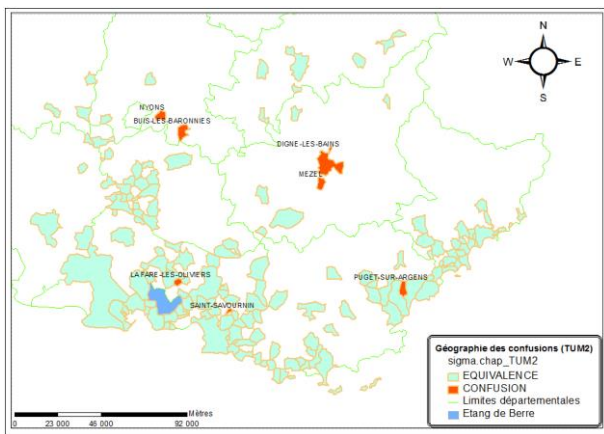 N
W E
S
NYONS
BUIS-LES-BARONNIES
DIGNE-LES-BAINS
MEZEL
LA FARE-LES-OLIVIERS
PUGET-SUR-ARGENS
SAINT-SAVOURNIN
Géographie des confusions (TUM2)
sigma.chap_TUM2
EQUIVALENCE
CONFUSION
Limites départementales
Etang de Berre
Mètres
0 23 000 46 000 92 000